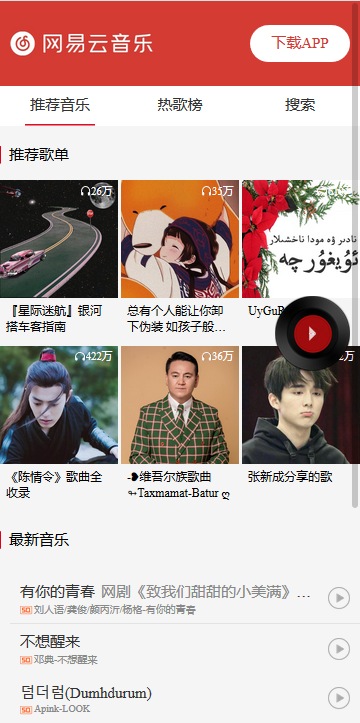 网易云音乐
下载APP
推荐音乐
热歌榜
搜索
推荐歌单
26万
35万
نادىر ۋە مودا ناخشىلار
ئۇيغۇرچە
『星际迷航』银河
搭车客指南
总有个人能让你卸
下伪装 如孩子般…
UyGuR
422万
36万
2万
《陈情令》歌曲全
收录
-❥维吾尔族歌曲
↬Taxmamat-Batur ღ
张新成分享的歌
最新音乐
有你的青春 网剧《致我们甜甜的小美满》…
SQ 刘人语/龚俊/颜丙沂/杨格-有你的青春
不想醒来
SQ 邓典-不想醒来
덤더럼(Dumhdurum)
SQ Apink-LOOK